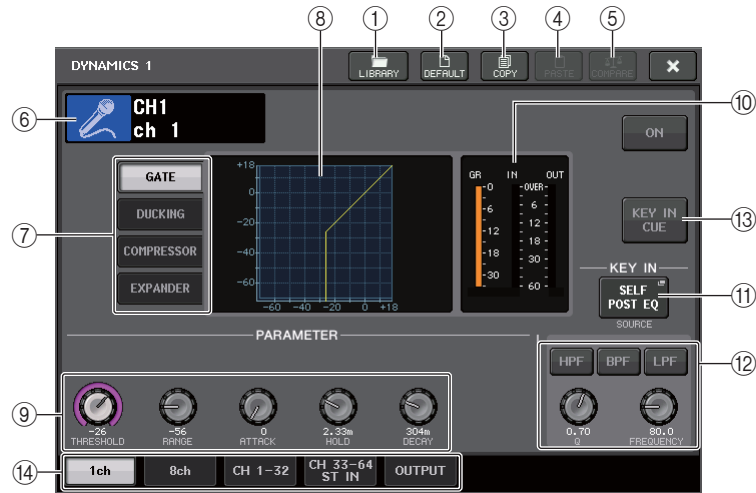 ① ② ③ ④ ⑤ ⑥ ⑦ ⑧ ⑨ ⑩ ⑪ ⑫ ⑬ ⑭
DYNAMICS 1
LIBRARY
DEFAULT
COPY
PASTE
COMPARE
CH1
ch 1
ON
GATE
DUCKING
COMPRESSOR
EXPANDER
+18
0
-20
-40
-60
-60 -40 -20 0 +18
GR IN OUT
-0 -OVER-
-6 - 6 -
-12 - 12 -
- 18 -
-18 - 30 -
-30
- 60 -
KEY IN
CUE
KEY IN
SELF
POST EQ
SOURCE
PARAMETER
HPF
BPF
LPF
-26
THRESHOLD
-56
RANGE
0
ATTACK
2.33m
HOLD
304m
DECAY
0.70
Q
80.0
FREQUENCY
1ch
8ch
CH 1-32
CH 33-64
ST IN
OUTPUT